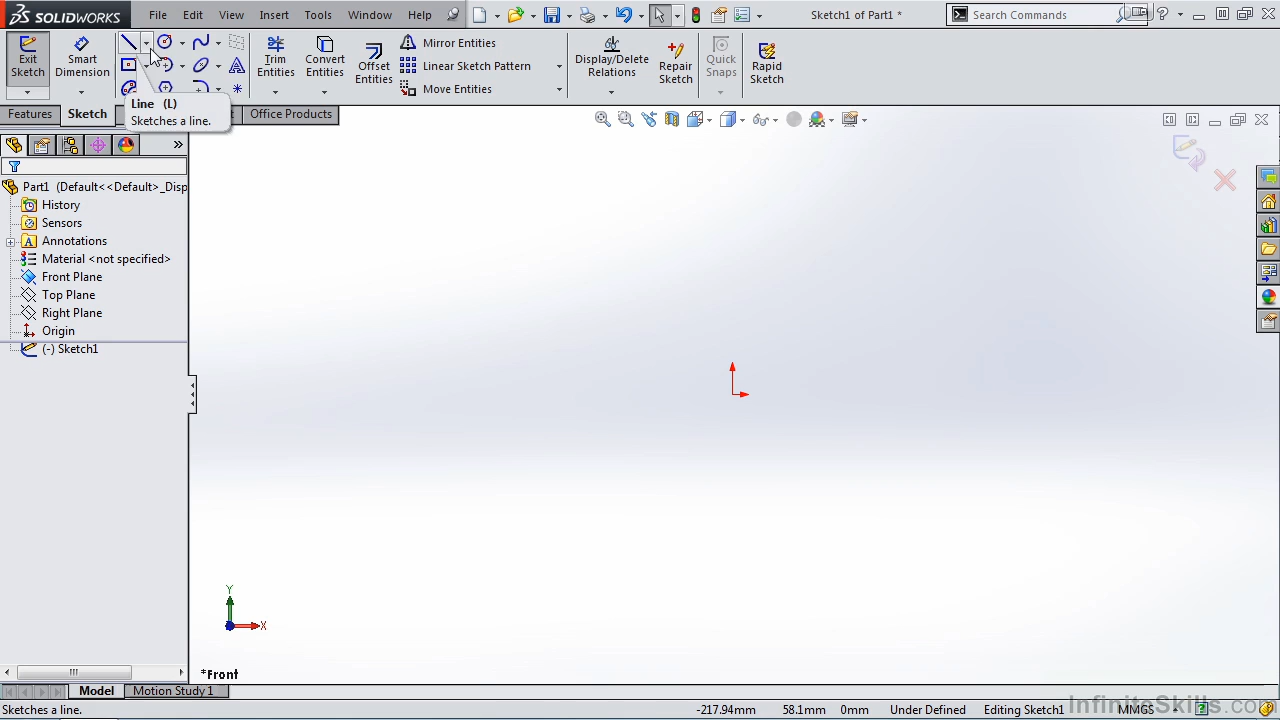 SOLIDWORKS
File Edit View Insert Tools Window Help
Sketch1 of Part1 *
Search Commands
Exit Sketch
Smart Dimension
Trim Entities
Convert Entities
Offset Entities
Mirror Entities
Linear Sketch Pattern
Move Entities
Display/Delete Relations
Repair Sketch
Quick Snaps
Rapid Sketch
Line (L)
Sketches a line.
Features
Sketch
Office Products
Part1 (Default<<Default>_Disp
History
Sensors
Annotations
Material <not specified>
Front Plane
Top Plane
Right Plane
Origin
(-) Sketch1
Y
X
*Front
Model
Motion Study 1
Sketches a line.
-217.94mm 58.1mm 0mm Under Defined Editing Sketch1 MMGS
InfiniteSkills.com